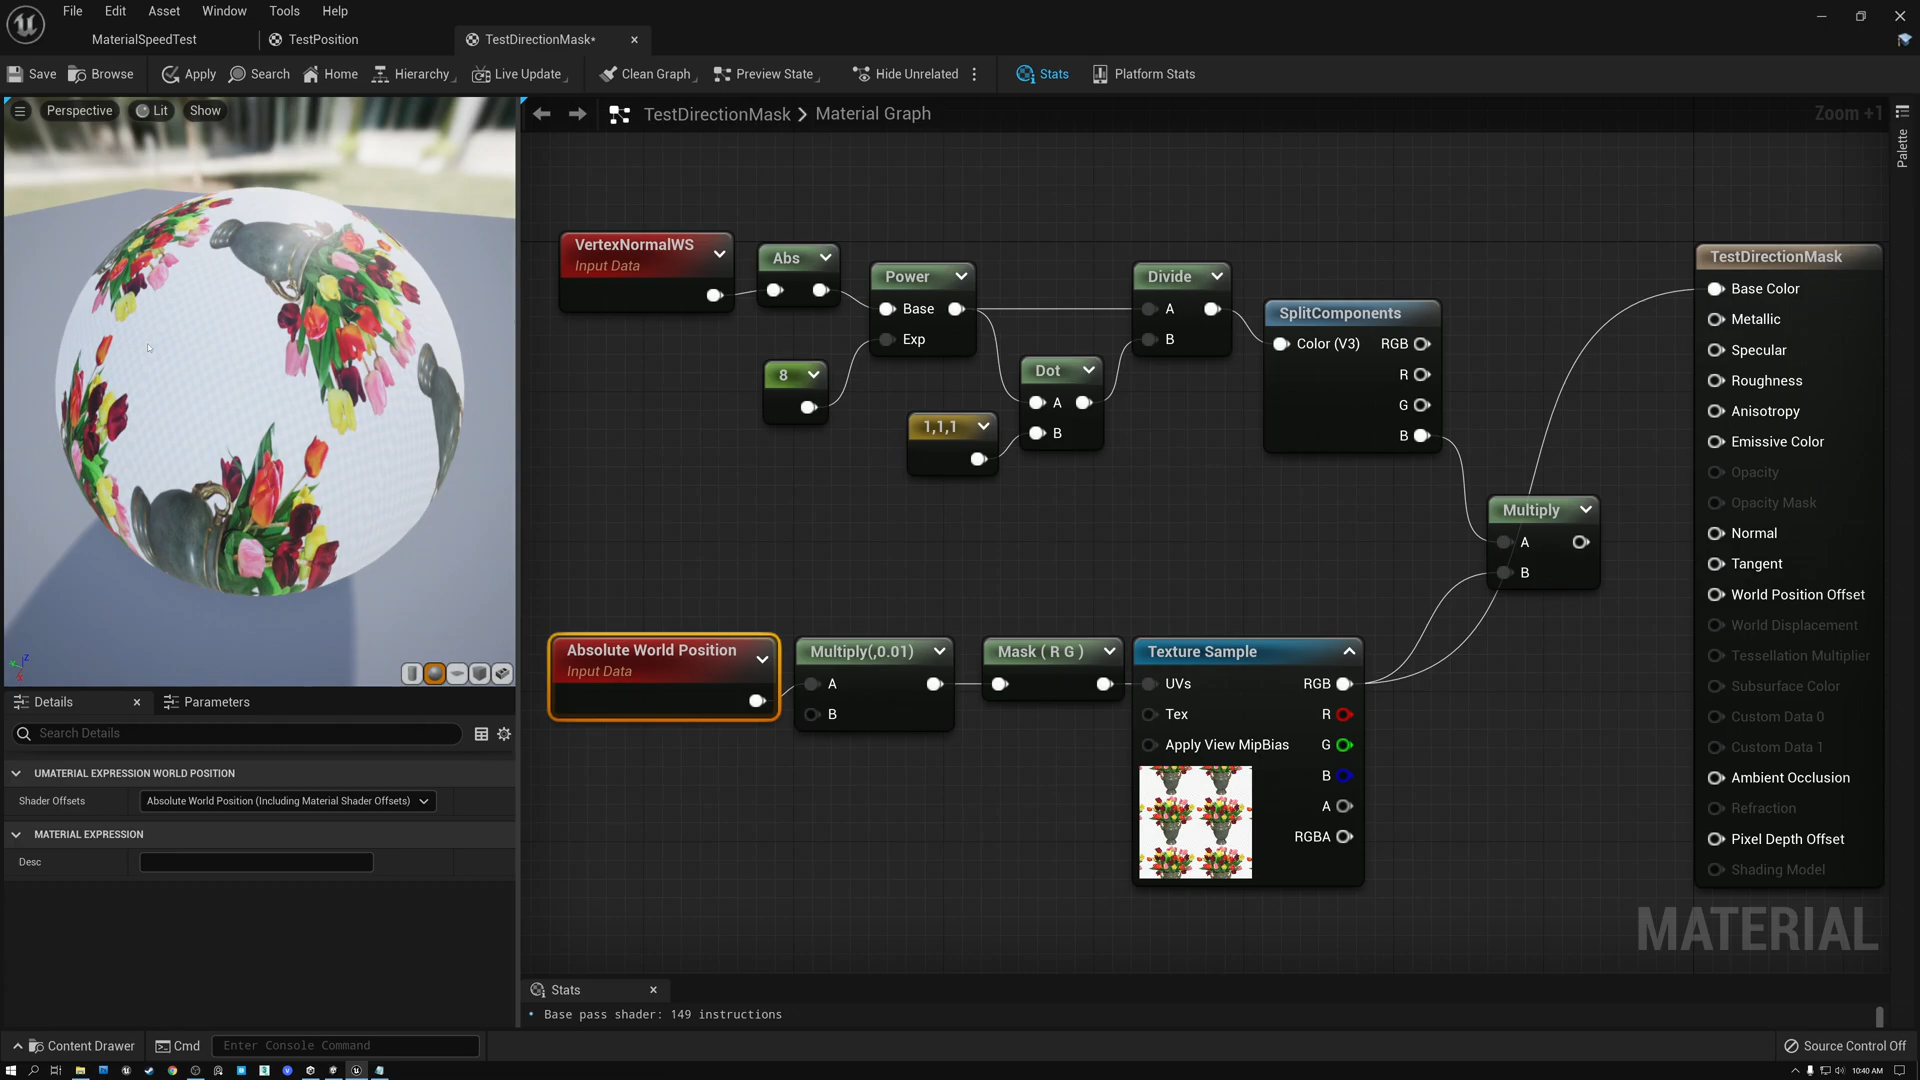 File Edit Asset Window Tools Help
MaterialSpeedTest TestPosition TestDirectionMask*
Save Browse Apply Search Home Hierarchy Live Update Clean Graph Preview State Hide Unrelated Stats Platform Stats
Perspective Lit Show
TestDirectionMask > Material Graph
Zoom +1
Palette
VertexNormalWS
Input Data
Abs
Power
Base
Exp
8
1,1,1
Dot
A
B
Divide
A
B
SplitComponents
Color (V3) RGB
R
G
B
Multiply
A
B
Absolute World Position
Input Data
Multiply(,0.01)
A
B
Mask ( R G )
Texture Sample
UVs RGB
Tex R
Apply View MipBias G
B
A
RGBA
TestDirectionMask
Base Color
Metallic
Specular
Roughness
Anisotropy
Emissive Color
Opacity
Opacity Mask
Normal
Tangent
World Position Offset
World Displacement
Tessellation Multiplier
Subsurface Color
Custom Data 0
Custom Data 1
Ambient Occlusion
Refraction
Pixel Depth Offset
Shading Model
MATERIAL
Details Parameters
Search Details
UMATERIAL EXPRESSION WORLD POSITION
Shader Offsets Absolute World Position (Including Material Shader Offsets)
MATERIAL EXPRESSION
Desc
Stats
• Base pass shader: 149 instructions
Content Drawer Cmd Enter Console Command Source Control Off
10:40 AM